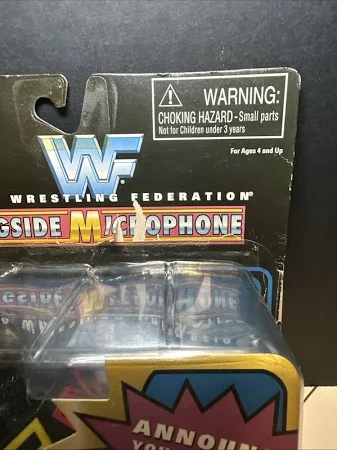 WARNING:
CHOKING HAZARD - Small parts
Not for Children under 3 years
For Ages 4 and Up
WF
WRESTLING FEDERATION®
GSIDE MICROPHONE
ANNOUN
YOU